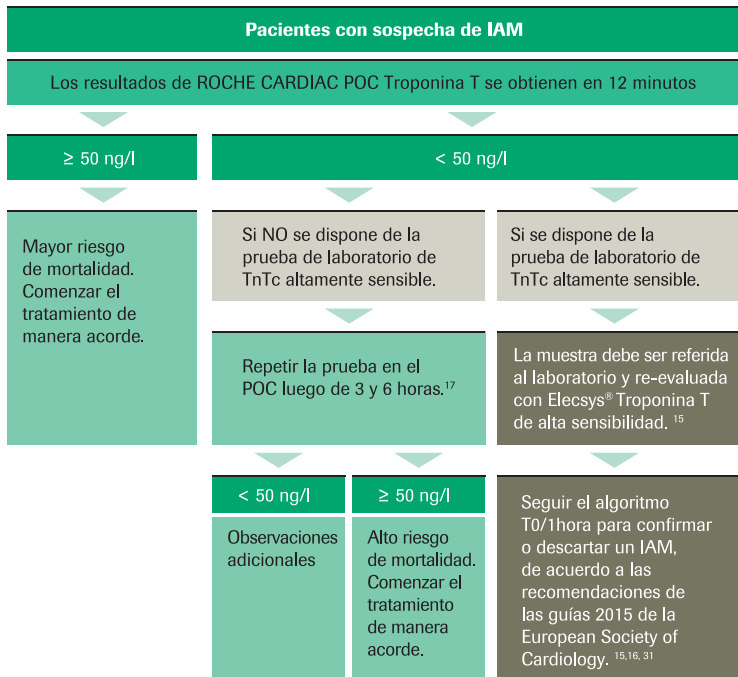 Pacientes con sospecha de IAM
Los resultados de ROCHE CARDIAC POC Troponina T se obtienen en 12 minutos
≥ 50 ng/l
< 50 ng/l
Mayor riesgo
de mortalidad.
Comenzar el
tratamiento de
manera acorde.
Si NO se dispone de la
prueba de laboratorio de
TnTc altamente sensible.
Si se dispone de la
prueba de laboratorio de
TnTc altamente sensible.
Repetir la prueba en el
POC luego de 3 y 6 horas.17
La muestra debe ser referida
al laboratorio y re-evaluada
con Elecsys® Troponina T
de alta sensibilidad. 15
< 50 ng/l
Observaciones
adicionales
≥ 50 ng/l
Alto riesgo
de mortalidad.
Comenzar el
tratamiento
de manera
acorde.
Seguir el algoritmo
T0/1hora para confirmar
o descartar un IAM,
de acuerdo a las
recomendaciones de
las guías 2015 de la
European Society of
Cardiology. 15,16, 31